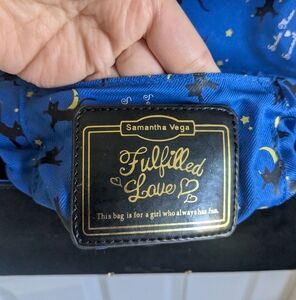 Samantha Vega
Fulfilled
Love
This bag is for a girl who always has fun.